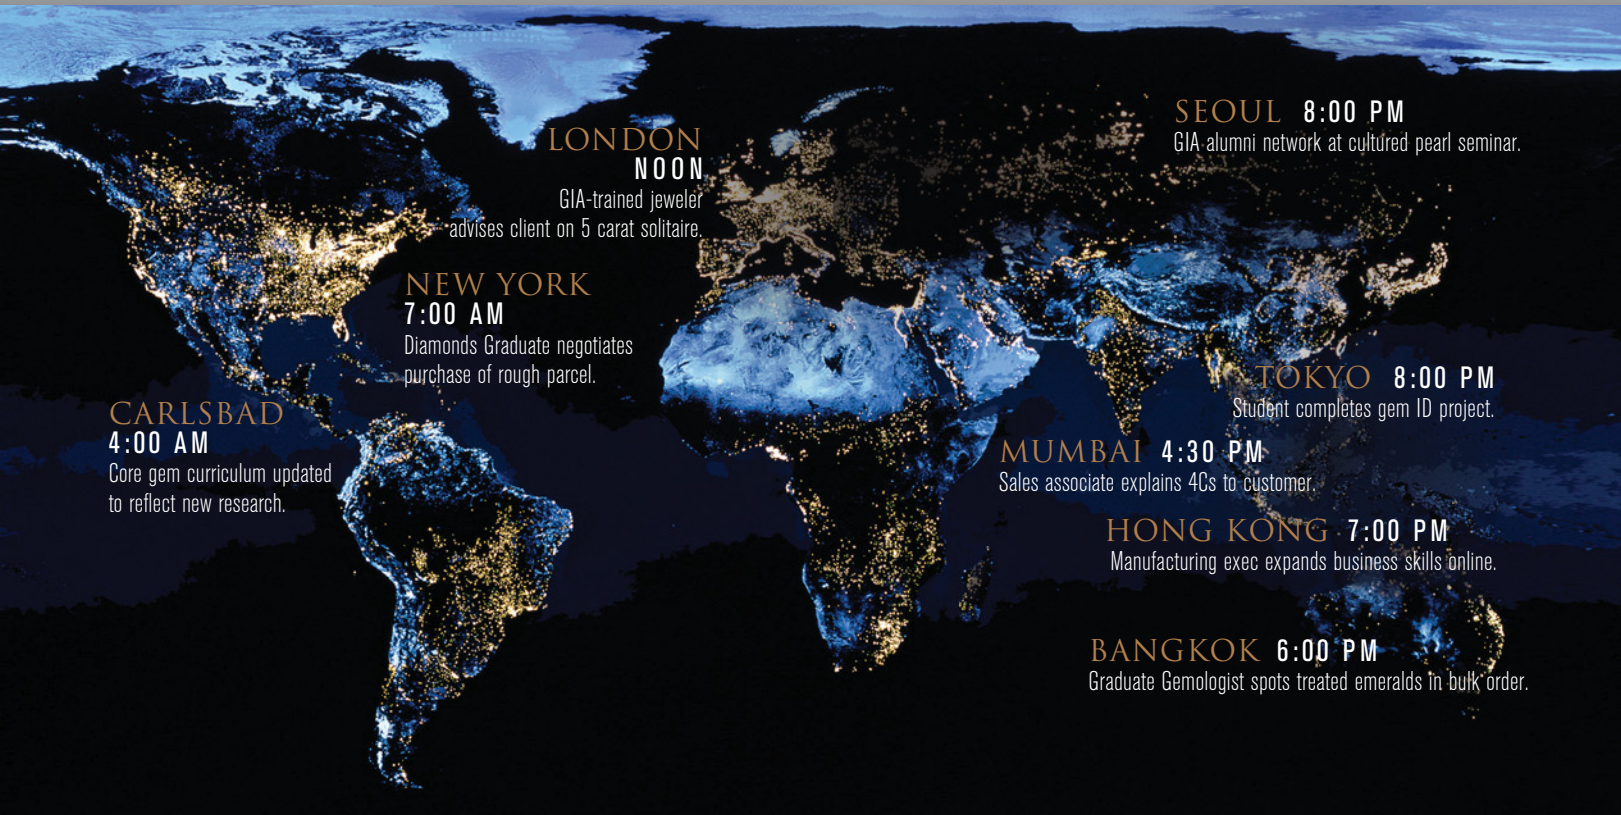 SEOUL 8:00 PM
GIA alumni network at cultured pearl seminar.
LONDON
NOON
GIA-trained jeweler
advises client on 5 carat solitaire.
NEW YORK
7:00 AM
Diamonds Graduate negotiates
purchase of rough parcel.
CARLSBAD
4:00 AM
Core gem curriculum updated
to reflect new research.
TOKYO 8:00 PM
Student completes gem ID project.
MUMBAI 4:30 PM
Sales associate explains 4Cs to customer.
HONG KONG 7:00 PM
Manufacturing exec expands business skills online.
BANGKOK 6:00 PM
Graduate Gemologist spots treated emeralds in bulk order.